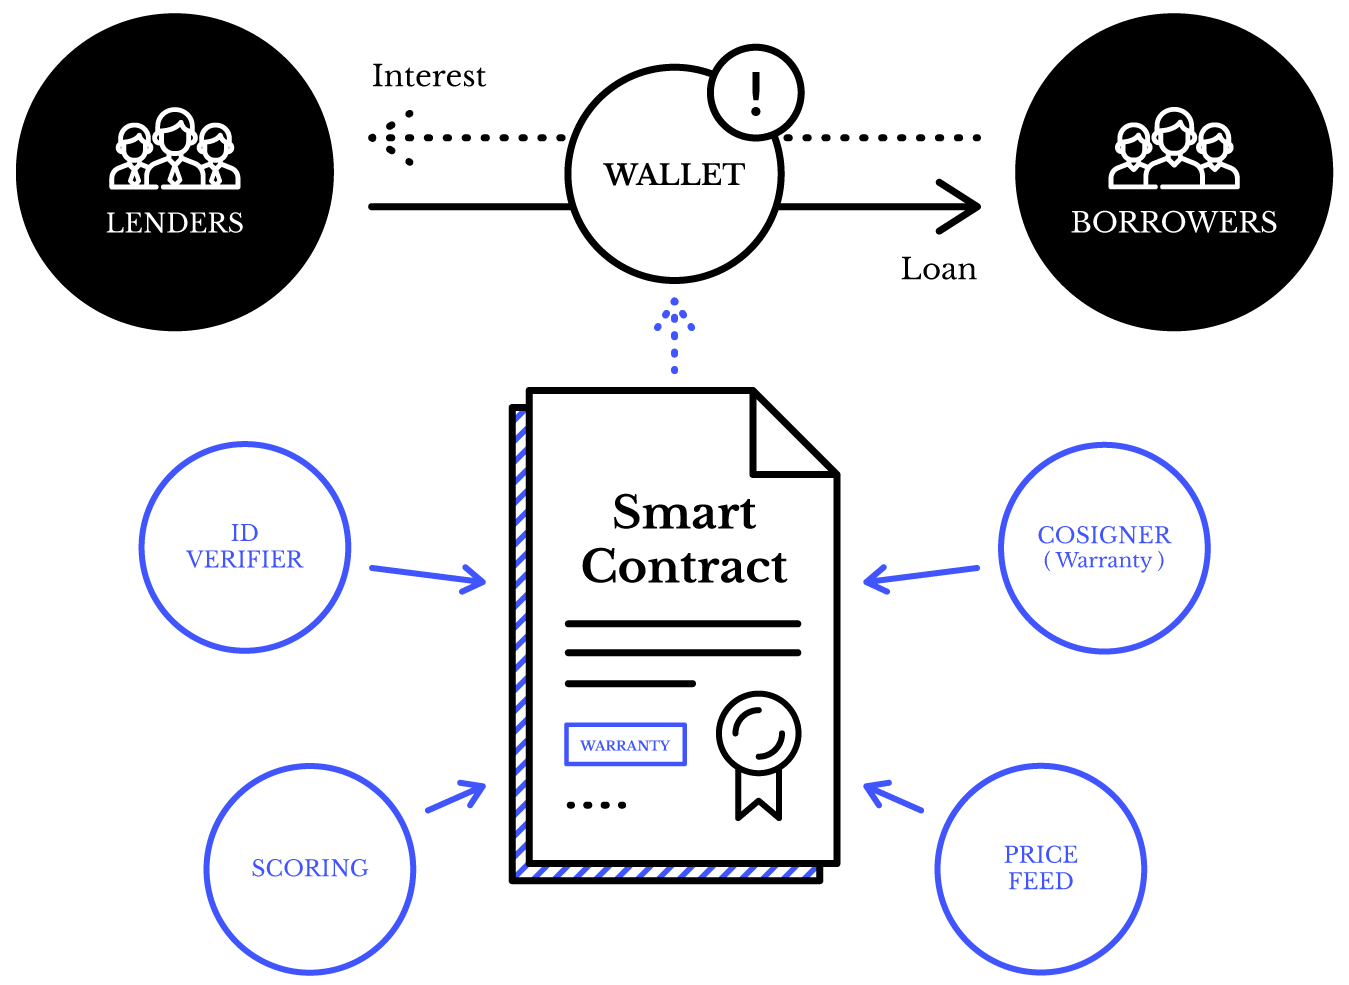 Interest
!
WALLET
LENDERS
BORROWERS
Loan
Smart
Contract
ID
VERIFIER
COSIGNER
( Warranty )
WARRANTY
SCORING
PRICE
FEED